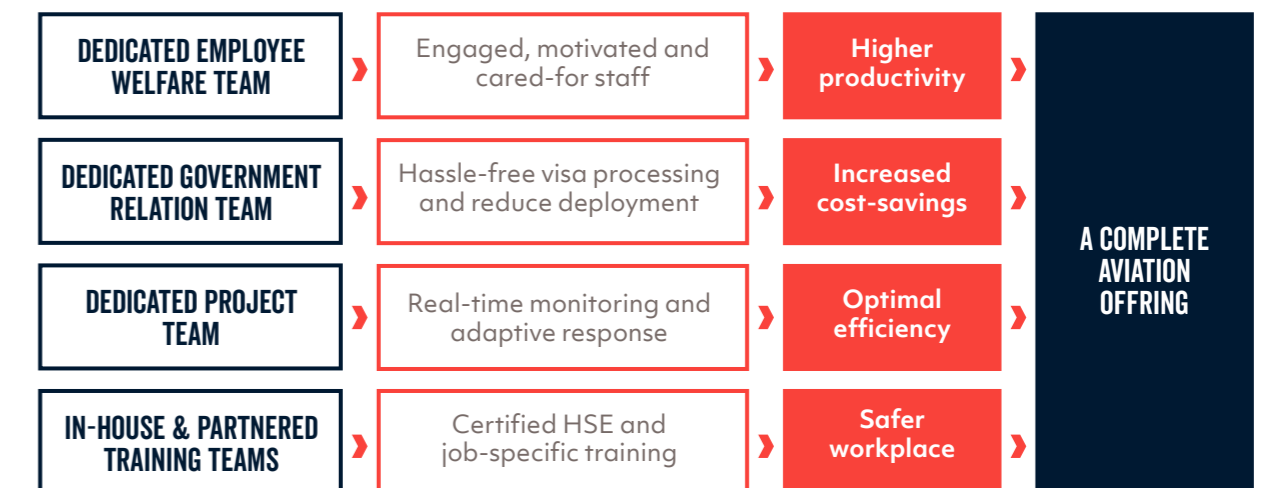 DEDICATED EMPLOYEE
WELFARE TEAM
Engaged, motivated and
cared-for staff
Higher
productivity
DEDICATED GOVERNMENT
RELATION TEAM
Hassle-free visa processing
and reduce deployment
Increased
cost-savings
DEDICATED PROJECT
TEAM
Real-time monitoring and
adaptive response
Optimal
efficiency
IN-HOUSE & PARTNERED
TRAINING TEAMS
Certified HSE and
job-specific training
Safer
workplace
A COMPLETE
AVIATION
OFFRING